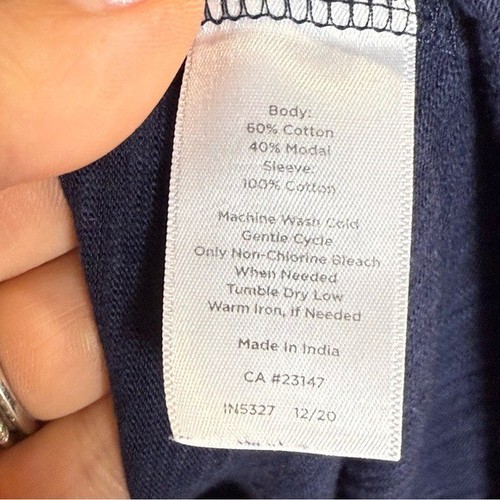 Body:
60% Cotton
40% Modal
Sleeve:
100% Cotton
Machine Wash Cold
Gentle Cycle
Only Non-Chlorine Bleach
When Needed
Tumble Dry Low
Warm Iron, if Needed
Made In India
CA #23147
IN5327 12/20